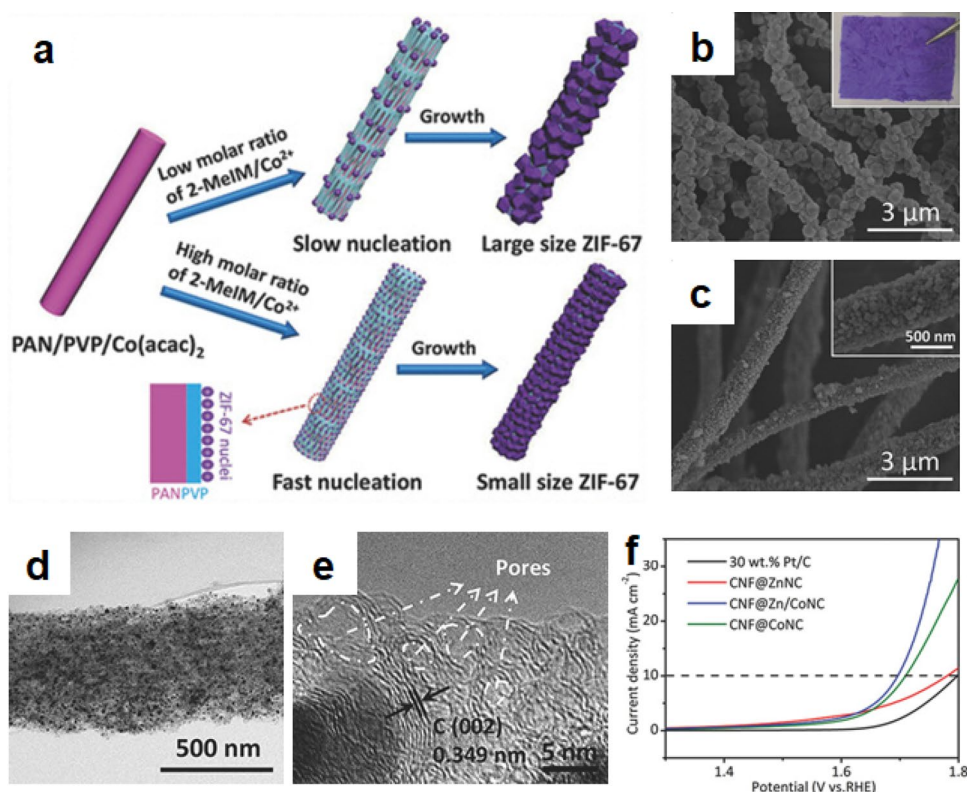 a
Low molar ratio
of 2-MeIM/Co²⁺
Growth
Slow nucleation
Large size ZIF-67
High molar ratio
of 2-MeIM/Co²⁺
PAN/PVP/Co(acac)₂
Growth
ZIF-67
nuclei
PAN PVP
Fast nucleation
Small size ZIF-67
b
3 μm
c
500 nm
3 μm
d
500 nm
e
Pores
C (002)
0.349 nm
5 nm
f
30 wt.% Pt/C
CNF@ZnNC
CNF@Zn/CoNC
CNF@CoNC
Current density (mA cm⁻²)
30
20
10
0
1.4
1.6
1.8
Potential (V vs.RHE)